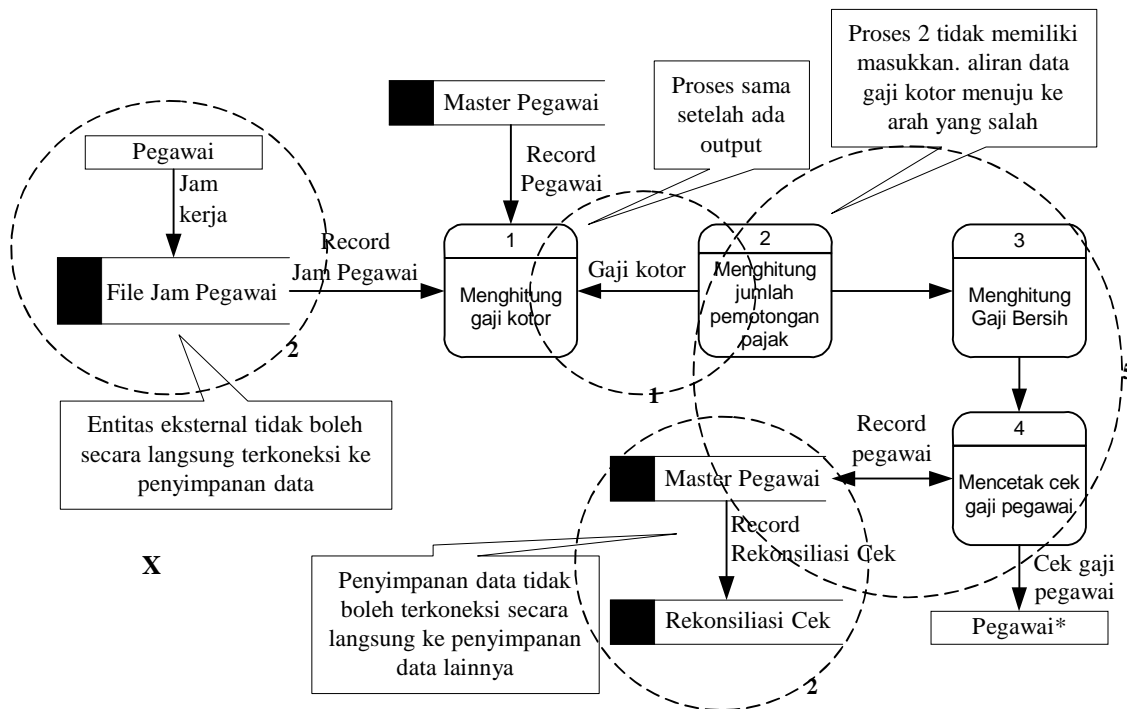 Proses 2 tidak memiliki
masukkan. aliran data
gaji kotor menuju ke
arah yang salah
Proses sama
setelah ada
output
Master Pegawai
Record
Pegawai
Pegawai
Jam
kerja
File Jam Pegawai
2
Record
Jam Pegawai
1
Menghitung
gaji kotor
Gaji kotor
1
2
Menghitung
jumlah
pemotongan
pajak
3
Menghitung
Gaji Bersih
Entitas eksternal tidak boleh
secara langsung terkoneksi ke
penyimpanan data
X
Master Pegawai
Record
pegawai
4
Mencetak cek
gaji pegawai
Record
Rekonsiliasi Cek
Penyimpanan data tidak
boleh terkoneksi secara
langsung ke penyimpanan
data lainnya
Rekonsiliasi Cek
2
Cek gaji
pegawai
Pegawai*